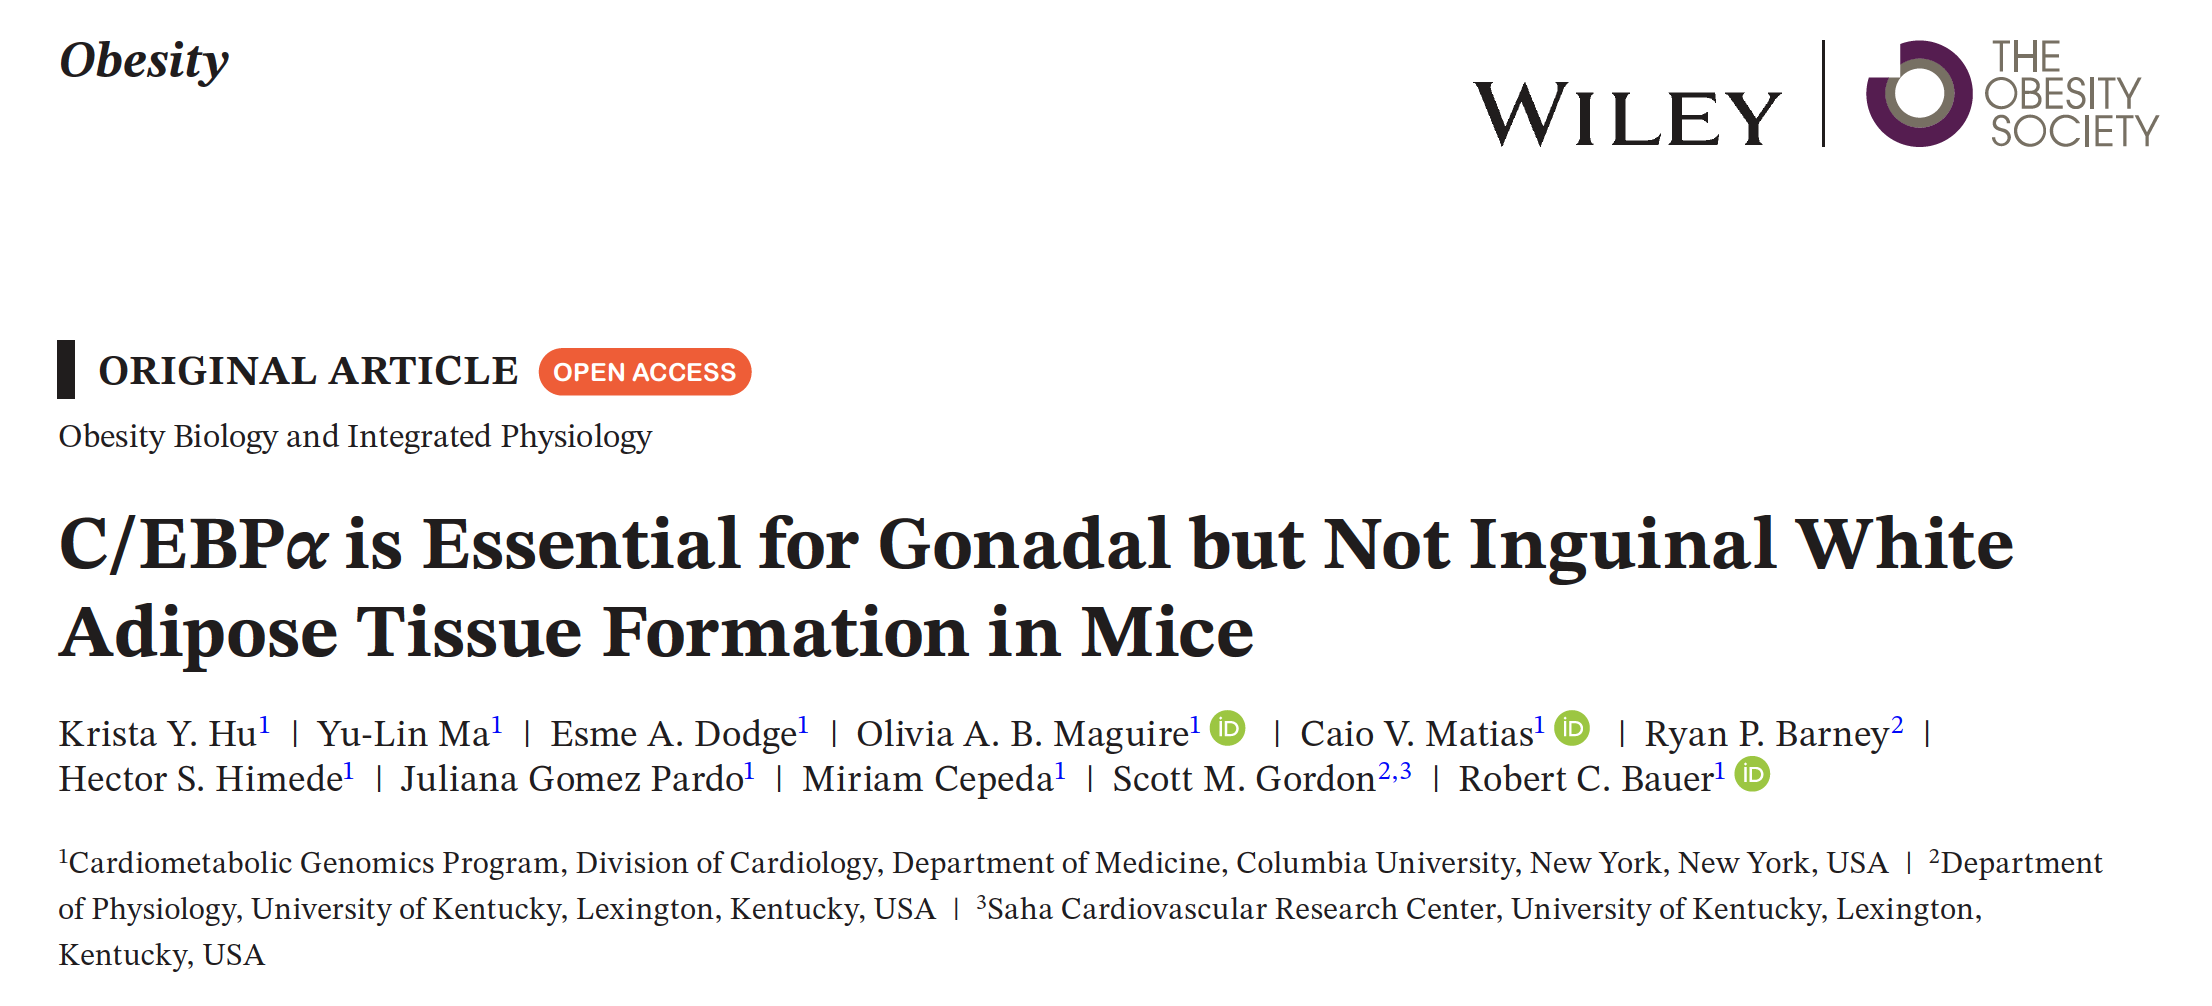 Obesity
WILEY
THE
OBESITY
SOCIETY
ORIGINAL ARTICLE OPEN ACCESS
Obesity Biology and Integrated Physiology
C/EBPα is Essential for Gonadal but Not Inguinal White
Adipose Tissue Formation in Mice
Krista Y. Hu1 | Yu-Lin Ma1 | Esme A. Dodge1 | Olivia A. B. Maguire1 iD | Caio V. Matias1 iD | Ryan P. Barney2 |
Hector S. Himede1 | Juliana Gomez Pardo1 | Miriam Cepeda1 | Scott M. Gordon2,3 | Robert C. Bauer1 iD
1Cardiometabolic Genomics Program, Division of Cardiology, Department of Medicine, Columbia University, New York, New York, USA | 2Department
of Physiology, University of Kentucky, Lexington, Kentucky, USA | 3Saha Cardiovascular Research Center, University of Kentucky, Lexington,
Kentucky, USA